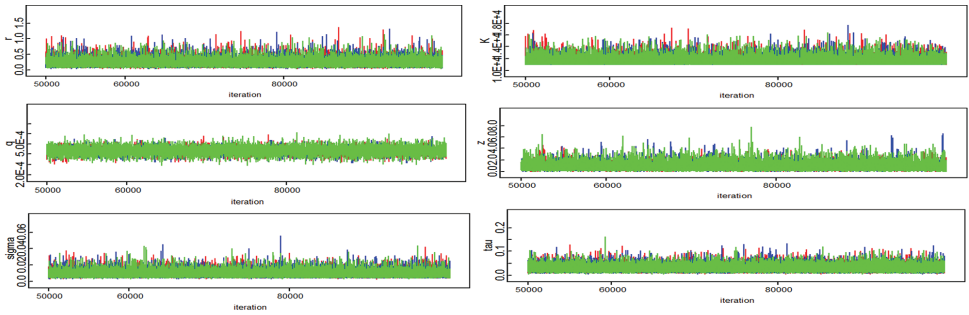 r
0.0 0.5 1.0 1.5
50000 60000 80000
iteration
K
1.0E+4 1.4E+4 1.8E+4
50000 60000 80000
iteration
q
2.0E-4 5.0E-4
50000 60000 80000
iteration
z
0.0 2.0 4.0 6.0 8.0
50000 60000 80000
iteration
sigma
0.0 0.02 0.04 0.06
50000 60000 80000
iteration
tau
0.0 0.1 0.2
50000 60000 80000
iteration